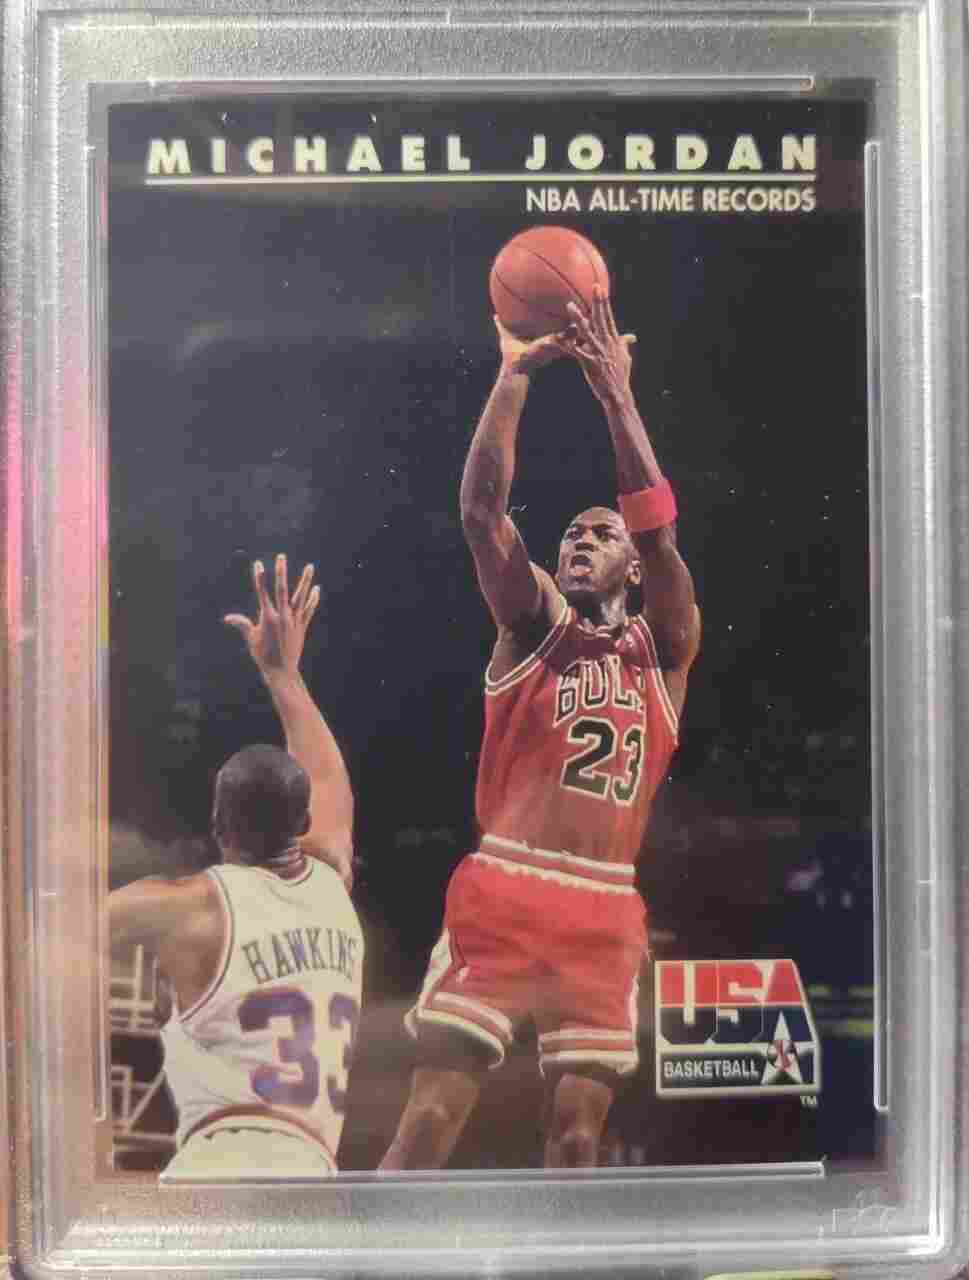 MICHAEL JORDAN
NBA ALL-TIME RECORDS
BULLS
23
HAWKINS
33
USA
BASKETBALL
TM